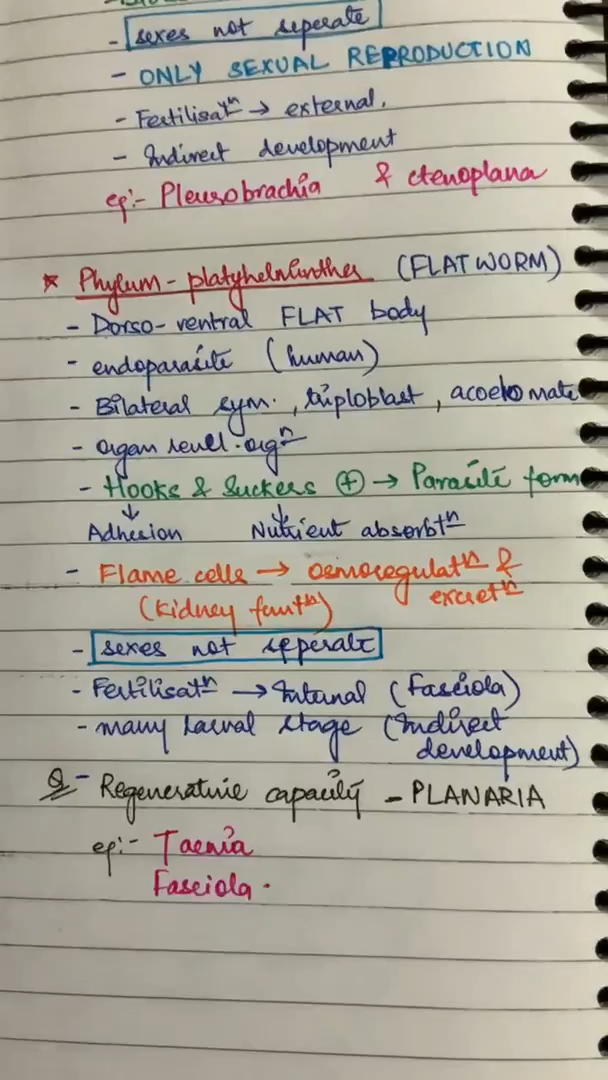 - sexes not seperate
- ONLY SEXUAL REPRODUCTION
- Fertilisatⁿ → external.
- Indirect development
eg:- Pleurobrachia & ctenoplana
* Phylum - platyhelminthes (FLATWORM)
- Dorso-ventral FLAT body
- endoparasite (human)
- Bilateral sym., triploblast, acoelomate
- organ level orgⁿ
- Hooks & Suckers ⊕ → Parasite form
↓ ↓
Adhesion Nutrient absorbtⁿ
- Flame cells → osmoregulatⁿ &
(kidney functⁿ) excretⁿ
- sexes not seperate
- Fertilisatⁿ → Internal (Fasciola)
- many larval stage (Indirect
development)
Q - Regenerative capacity - PLANARIA
eg:- Taenia
Fasciola.